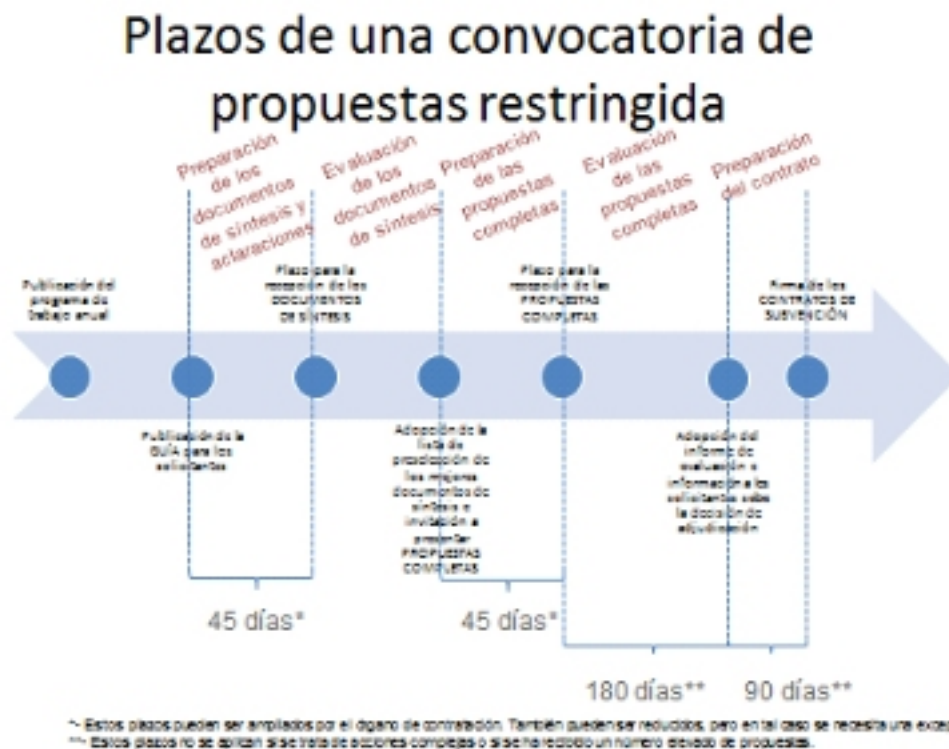 Plazos de una convocatoria de
propuestas restringida
Preparación
de los
documentos
de síntesis y
aclaraciones
Evaluación
de los
documentos
de síntesis
Preparación
de las
propuestas
completas
Evaluación
de las
propuestas
completas
Preparación
del contrato
Publicación del
programa de
trabajo anual
Plazo para la
recepción de los
DOCUMENTOS
DE SÍNTESIS
Plazo para la
recepción de las
PROPUESTAS
COMPLETAS
Firma de los
CONTRATOS DE
SUBVENCIÓN
Publicación de la
GUÍA para los
solicitantes
Adopción de la
lista de
preselección de
los mejores
documentos de
síntesis e
invitación a
presentar
PROPUESTAS
COMPLETAS
Adopción del
informe de
evaluación e
información a los
solicitantes sobre
la decisión de
adjudicación
45 días*
45 días*
180 días**
90 días**
*- Estos plazos pueden ser ampliados por el órgano de contratación. También pueden ser reducidos, pero en tal caso se necesita una
**- Estos plazos no se aplican si se trata de acciones complejas o si se ha recibido un número elevado de propuestas.